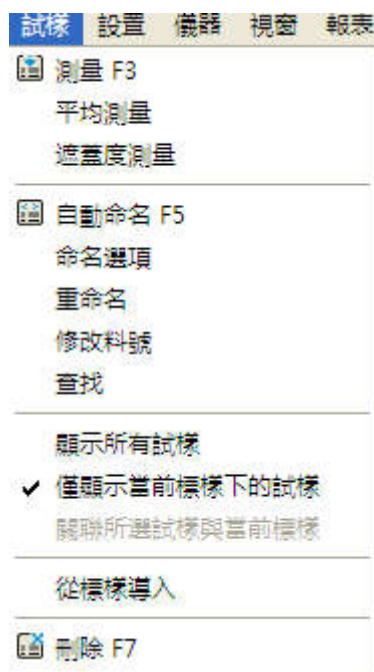 試樣 設置 儀器 視窗 報表
測量 F3
平均測量
遮蓋度測量
自動命名 F5
命名選項
重命名
修改料號
查找
顯示所有試樣
僅顯示當前標樣下的試樣
關聯所選試樣與當前標樣
從標樣導入
刪除 F7